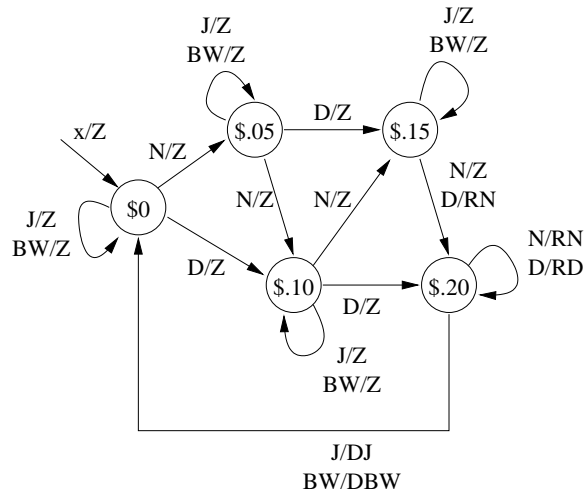 J/Z
BW/Z
J/Z
BW/Z
x/Z
$.05
D/Z
$.15
N/Z
N/Z
D/RN
$0
N/Z
N/Z
J/Z
BW/Z
N/RN
D/RD
D/Z
$.10
D/Z
$.20
J/Z
BW/Z
J/DJ
BW/DBW